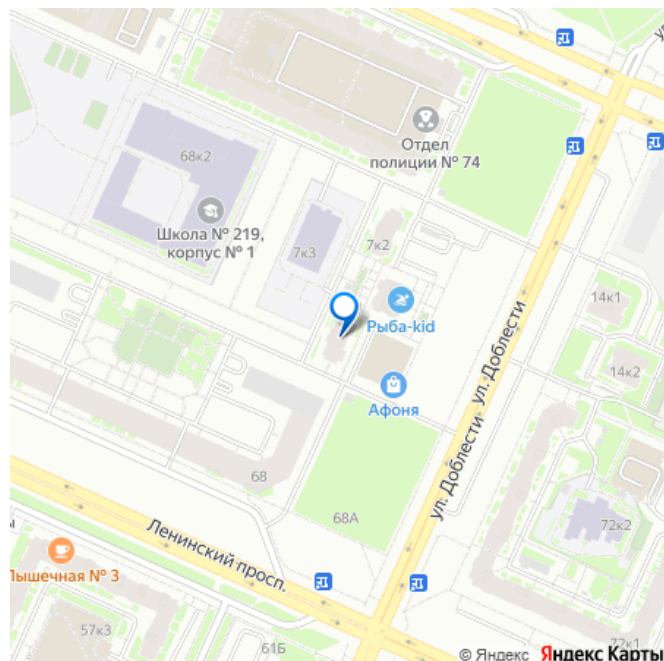 Отдел
полиции № 74
68к2
Школа № 219,
корпус № 1
7к3
7к2
Рыба-kid
14к1
14к2
Афоня
ул. Доблести
ул. Доблести
68
68А
Ленинский просп.
72к2
Пышечная № 3
57к3
61Б
72к1
© Яндекс Яндекс Карты